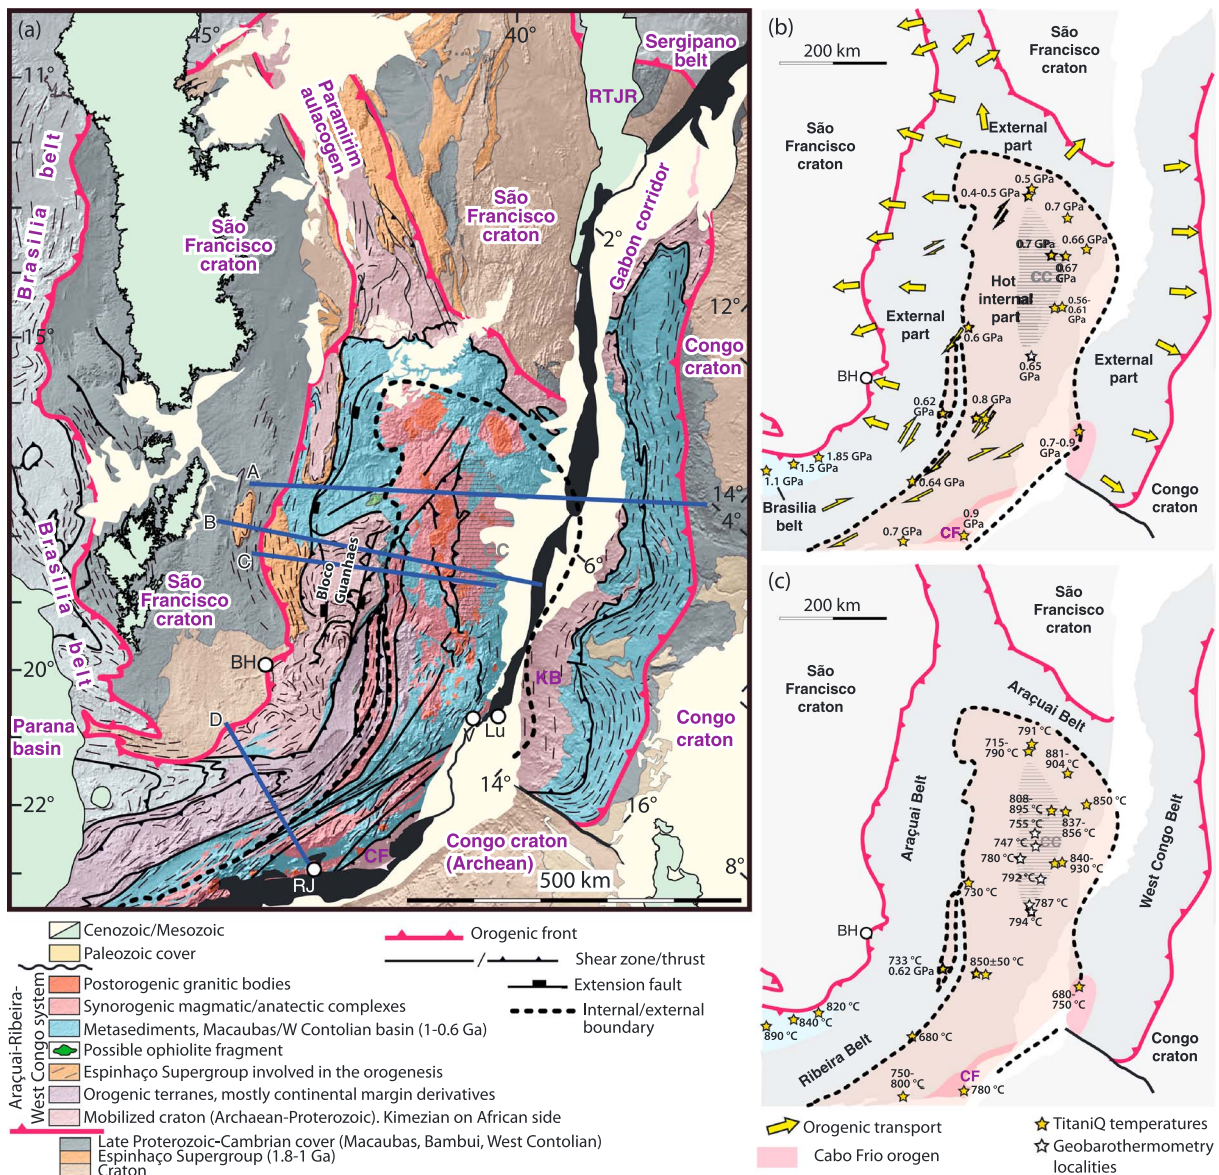 (a)
45°
40°
11°
15°
20°
22°
2°
12°
14°
4°
6°
14°
16°
8°
Sergipano
belt
RTJR
Paramirim
aulacogen
Brasilia belt
São
Francisco
craton
São
Francisco
craton
Gabon corridor
Congo
craton
A
B
C
D
Bloco
Guanhaes
CC
Brasilia belt
São
Francisco
craton
BH
KB
Parana
basin
V
Lu
Congo
craton
Congo craton
(Archean)
CF
RJ
500 km
Cenozoic/Mesozoic
Paleozoic cover
Araçuai-Ribeira-
West Congo system
Postorogenic granitic bodies
Synorogenic magmatic/anatectic complexes
Metasediments, Macaubas/W Contolian basin (1-0.6 Ga)
Possible ophiolite fragment
Espinhaço Supergroup involved in the orogenesis
Orogenic terranes, mostly continental margin derivatives
Mobilized craton (Archaean-Proterozoic). Kimezian on African side
Late Proterozoic-Cambrian cover (Macaubas, Bambui, West Contolian)
Espinhaço Supergroup (1.8-1 Ga)
Craton
Orogenic front
/ Shear zone/thrust
Extension fault
Internal/external
boundary
(b)
200 km
São
Francisco
craton
São
Francisco
craton
External
part
0.5 GPa
0.4-0.5 GPa
0.7 GPa
0.7 GPa
0.66 GPa
0.67
GPa
CC
Hot
internal
part
0.56-
0.61
GPa
External
part
0.6 GPa
0.65
GPa
External
part
BH
0.62
GPa
0.8
GPa
0.7-0.9
GPa
1.85 GPa
1.5 GPa
1.1 GPa
0.64 GPa
Brasilia
belt
0.9
GPa
0.7 GPa
CF
Congo
craton
(c)
200 km
São
Francisco
craton
São
Francisco
craton
Araçuai Belt
791 °C
715-
790 °C
881-
904 °C
808-
895 °C
850 °C
755 °C
837-
856 °C
747 °C
CC
780 °C
840-
930 °C
792 °C
730 °C
787 °C
794 °C
Araçuai Belt
West Congo Belt
BH
733 °C
0.62 GPa
850±50 °C
680-
750 °C
820 °C
840 °C
890 °C
680 °C
Ribeira Belt
750-
800 °C
CF
780 °C
Congo
craton
Orogenic transport
Cabo Frio orogen
TitaniQ temperatures
Geobarothermometry
localities